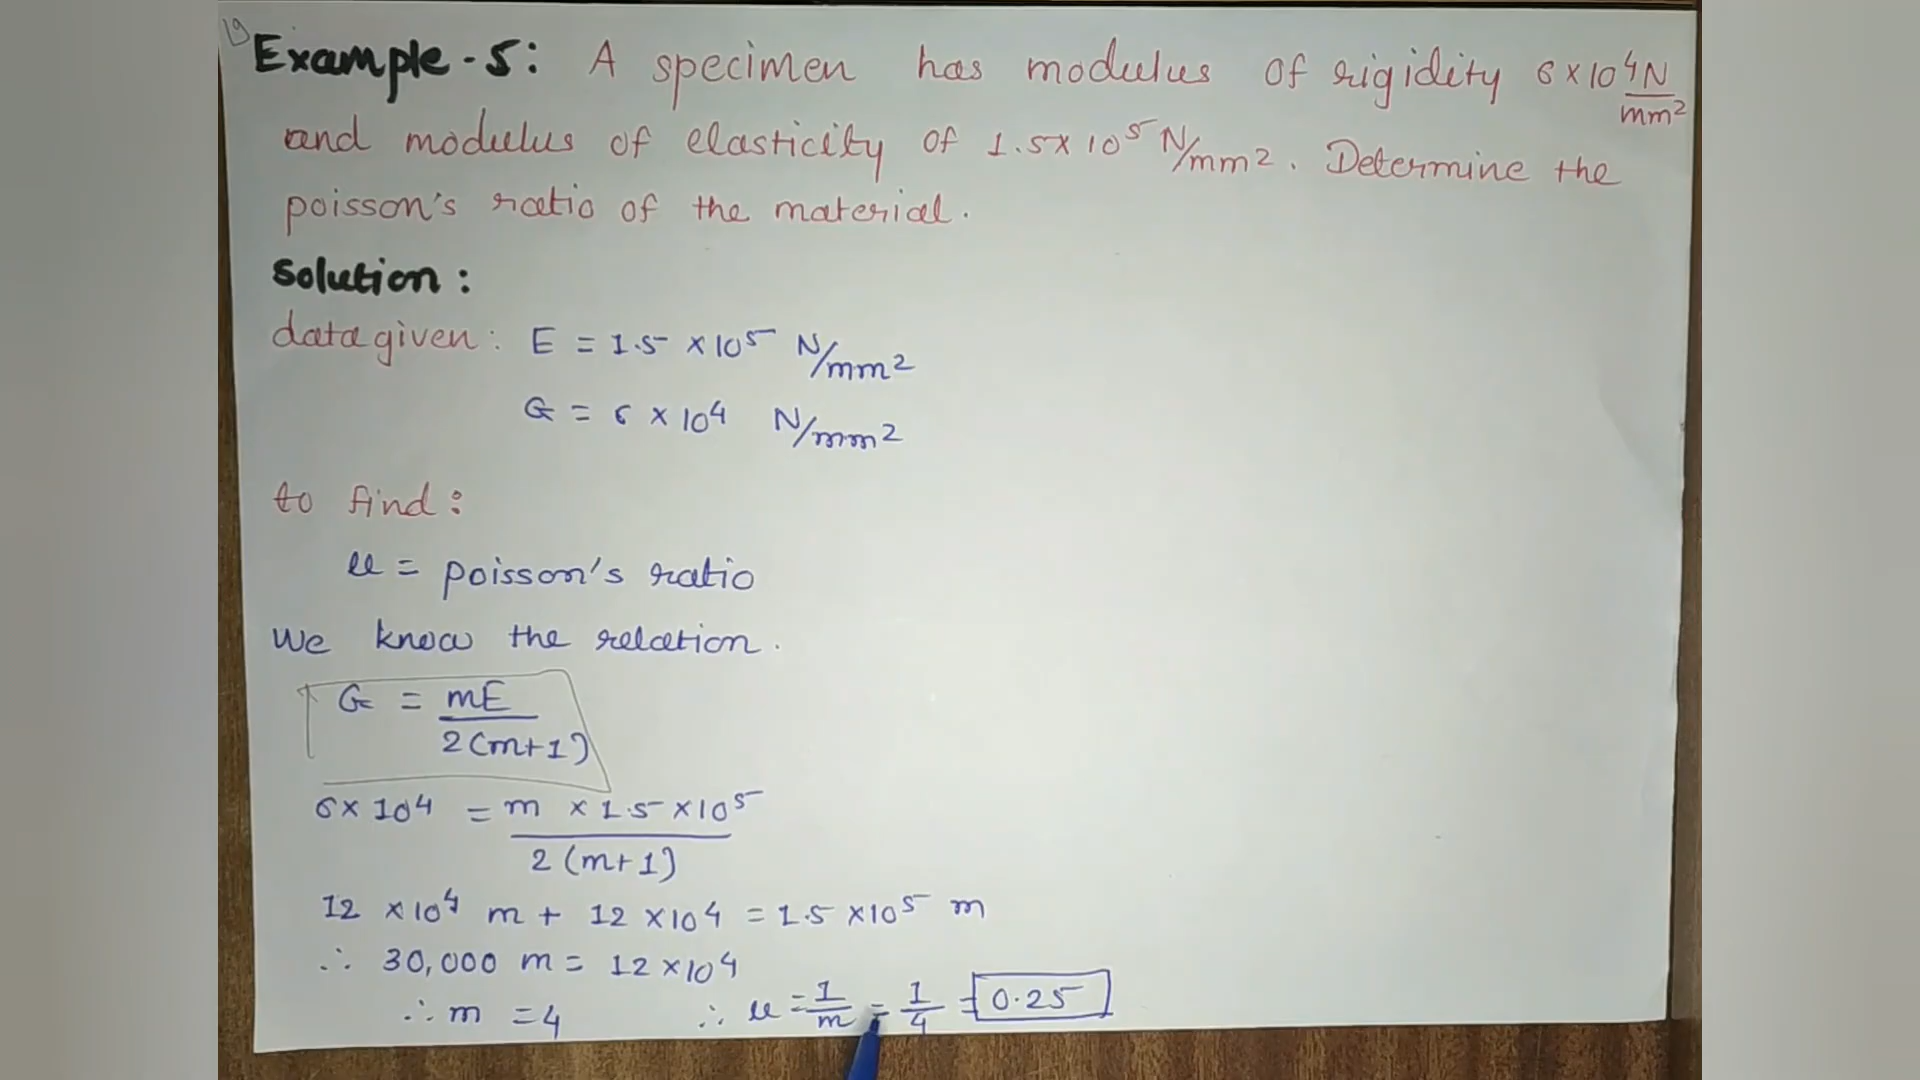 Example-5: A specimen has modulus of rigidity 6×10⁴ N/mm²
and modulus of elasticity of 1.5×10⁵ N/mm². Determine the
poisson's ratio of the material.
Solution:
data given: E = 1.5 ×10⁵ N/mm²
G = 6 × 10⁴ N/mm²
to find:
μ = poisson's ratio
We know the relation.
G = mE / 2(m+1)
6×10⁴ = m × 1.5 ×10⁵ / 2(m+1)
12 ×10⁴ m + 12 ×10⁴ = 1.5 ×10⁵ m
∴ 30,000 m = 12×10⁴
∴ m = 4 ∴ μ = 1/m = 1/4 = 0.25